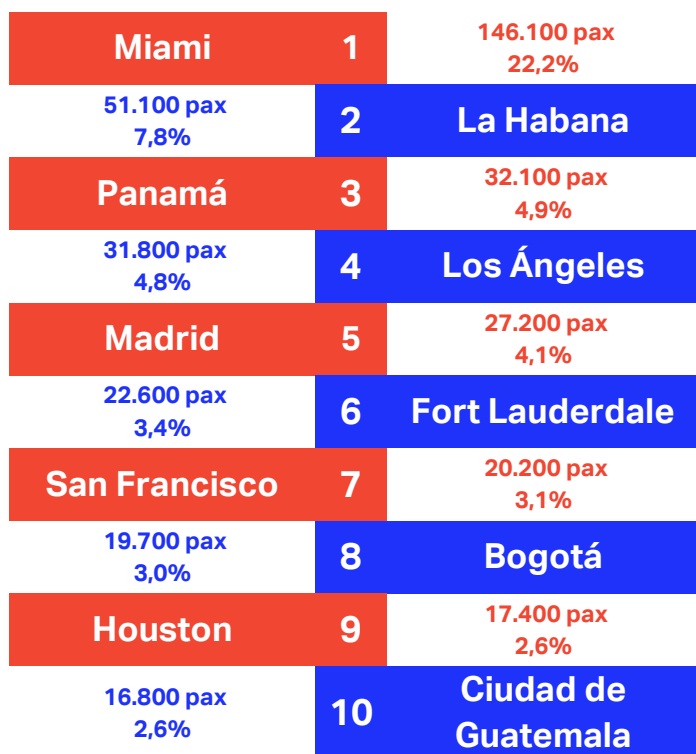 Miami 1 146.100 pax
22,2%
51.100 pax
7,8%
2 La Habana
Panamá 3 32.100 pax
4,9%
31.800 pax
4,8%
4 Los Ángeles
Madrid 5 27.200 pax
4,1%
22.600 pax
3,4%
6 Fort Lauderdale
San Francisco 7 20.200 pax
3,1%
19.700 pax
3,0%
8 Bogotá
Houston 9 17.400 pax
2,6%
16.800 pax
2,6%
10 Ciudad de
Guatemala